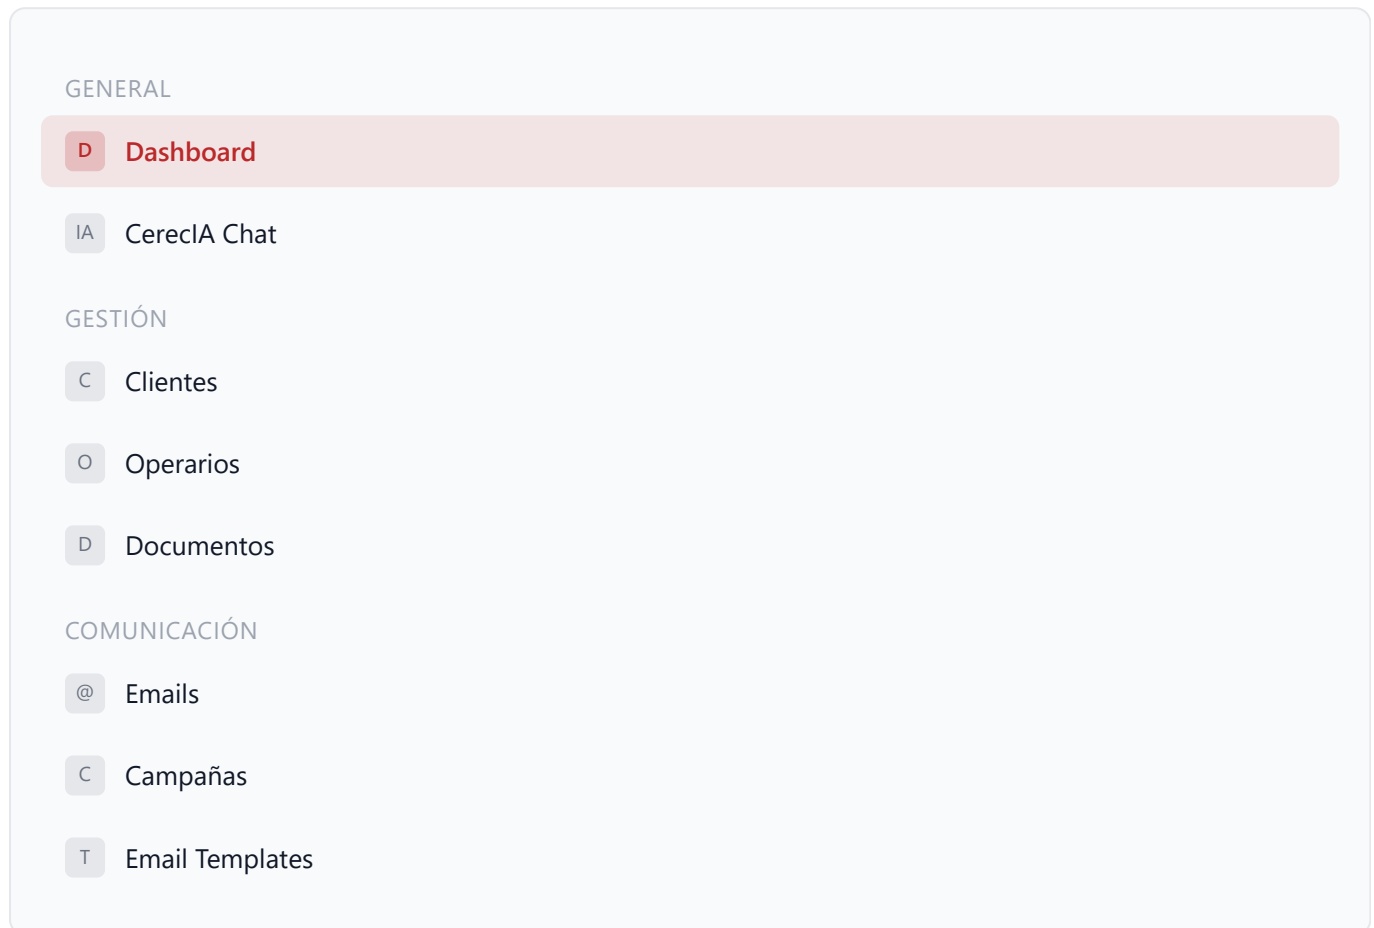 GENERAL
D Dashboard
IA CerecIA Chat
GESTIÓN
C Clientes
O Operarios
D Documentos
COMUNICACIÓN
@ Emails
C Campañas
T Email Templates